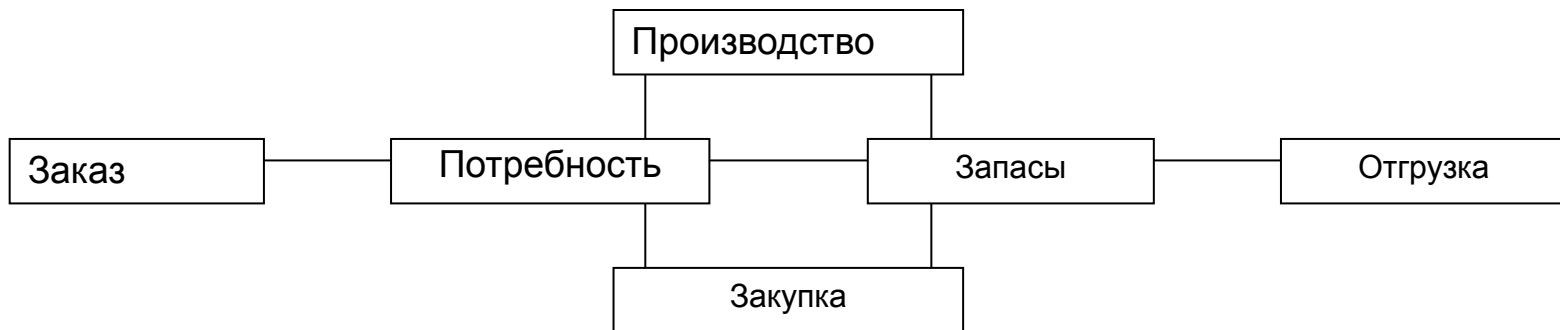 Производство
Заказ
Потребность
Запасы
Отгрузка
Закупка